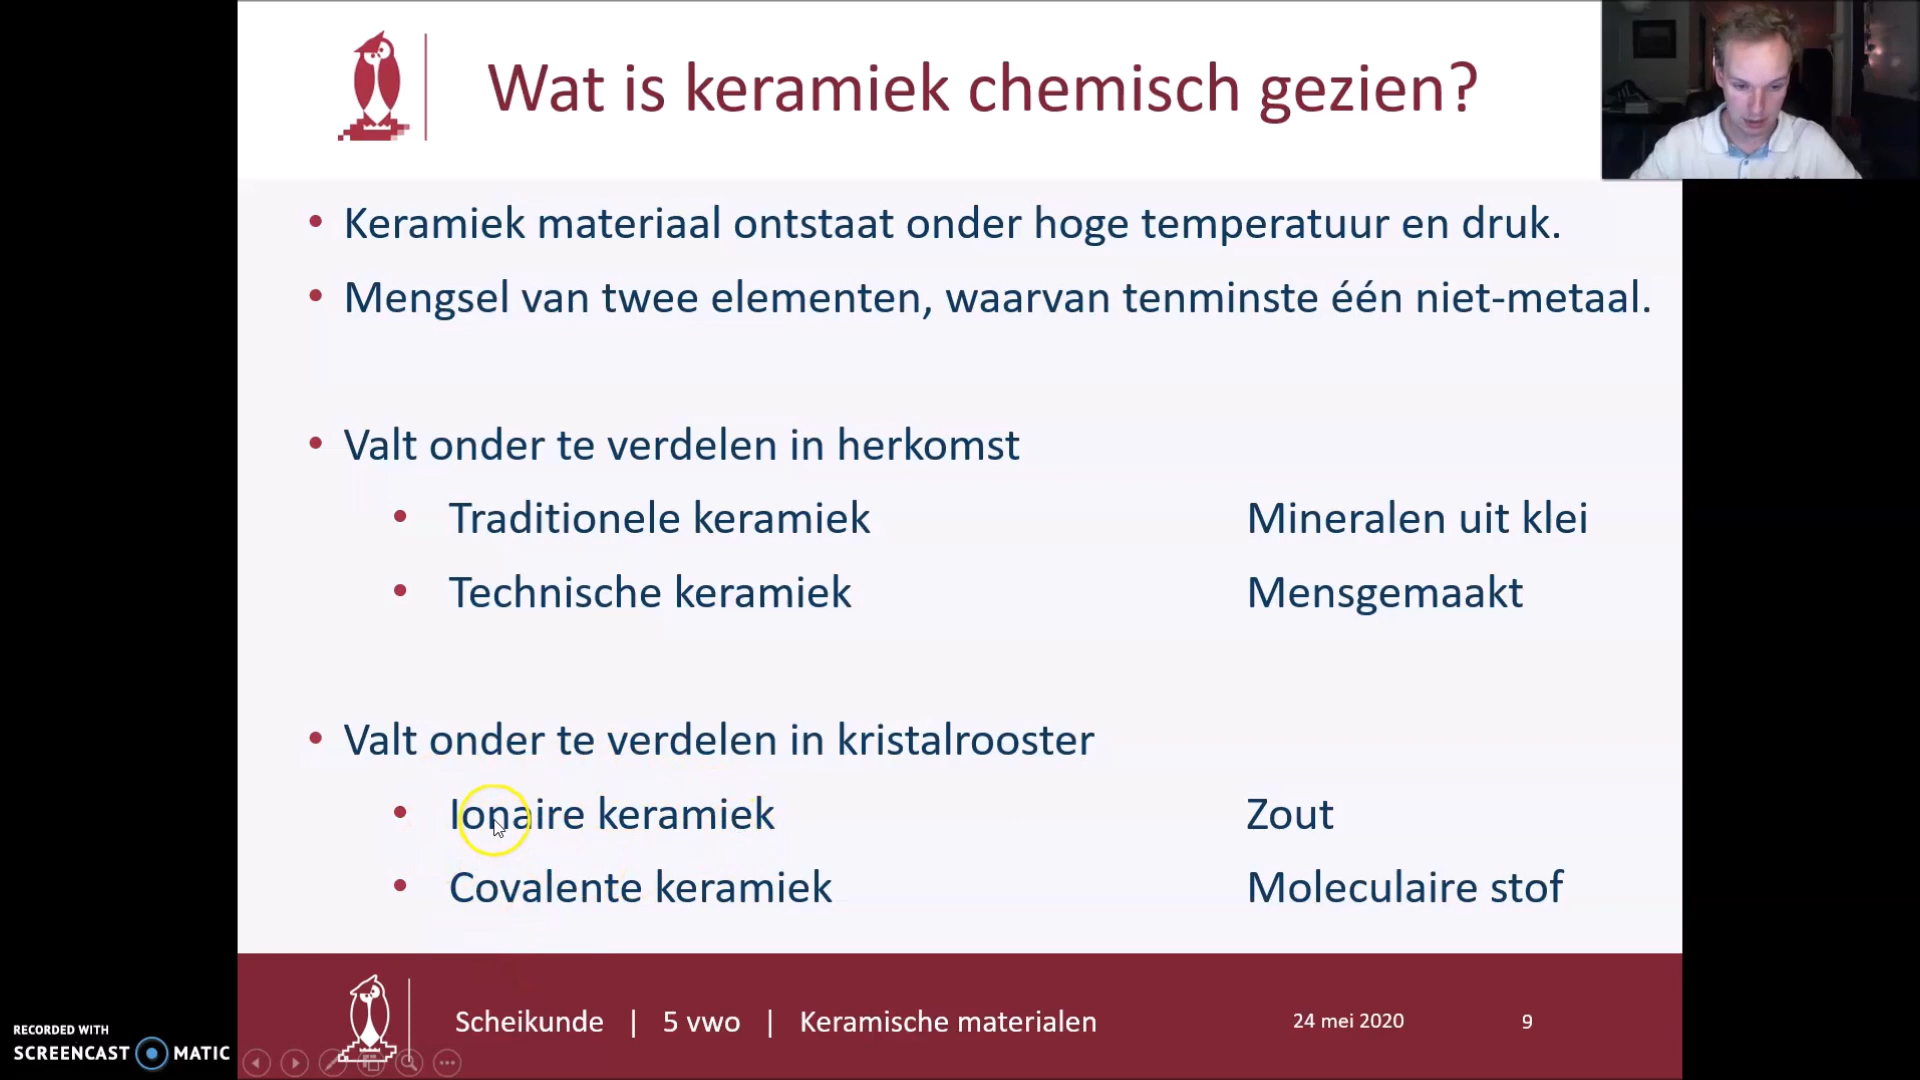 Wat is keramiek chemisch gezien?
• Keramiek materiaal ontstaat onder hoge temperatuur en druk.
• Mengsel van twee elementen, waarvan tenminste één niet-metaal.
• Valt onder te verdelen in herkomst
• Traditionele keramiek Mineralen uit klei
• Technische keramiek Mensgemaakt
• Valt onder te verdelen in kristalrooster
• Ionaire keramiek Zout
• Covalente keramiek Moleculaire stof
Scheikunde | 5 vwo | Keramische materialen 24 mei 2020 9
RECORDED WITH
SCREENCAST MATIC